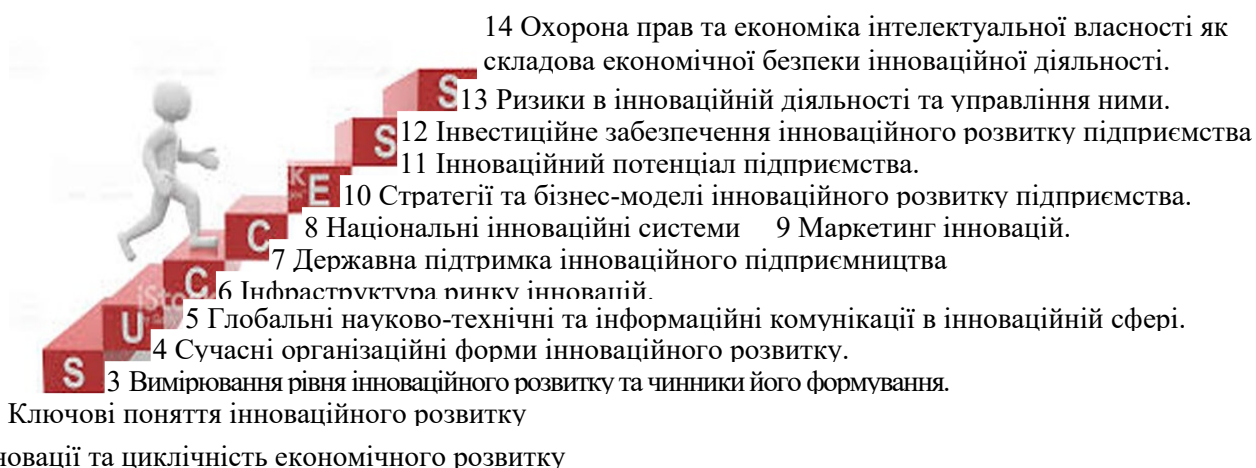 14 Охорона прав та економіка інтелектуальної власності як
складова економічної безпеки інноваційної діяльності.
S 13 Ризики в інноваційній діяльності та управління ними.
S 12 Інвестиційне забезпечення інноваційного розвитку підприємства
11 Інноваційний потенціал підприємства.
E 10 Стратегії та бізнес-моделі інноваційного розвитку підприємства.
C 8 Національні інноваційні системи 9 Маркетинг інновацій.
7 Державна підтримка інноваційного підприємництва
C 6 Інфраструктура ринку інновацій.
U 5 Глобальні науково-технічні та інформаційні комунікації в інноваційній сфері.
4 Сучасні організаційні форми інноваційного розвитку.
S 3 Вимірювання рівня інноваційного розвитку та чинники його формування.
Ключові поняття інноваційного розвитку
та циклічність економічного розвитку